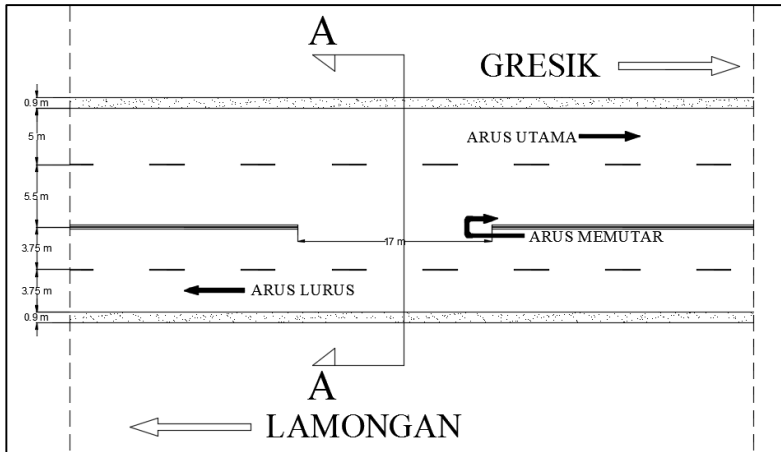 A
GRESIK
0.9 m
5 m
ARUS UTAMA
5.5 m
17 m
ARUS MEMUTAR
3.75 m
3.75 m
ARUS LURUS
0.9 m
A
LAMONGAN